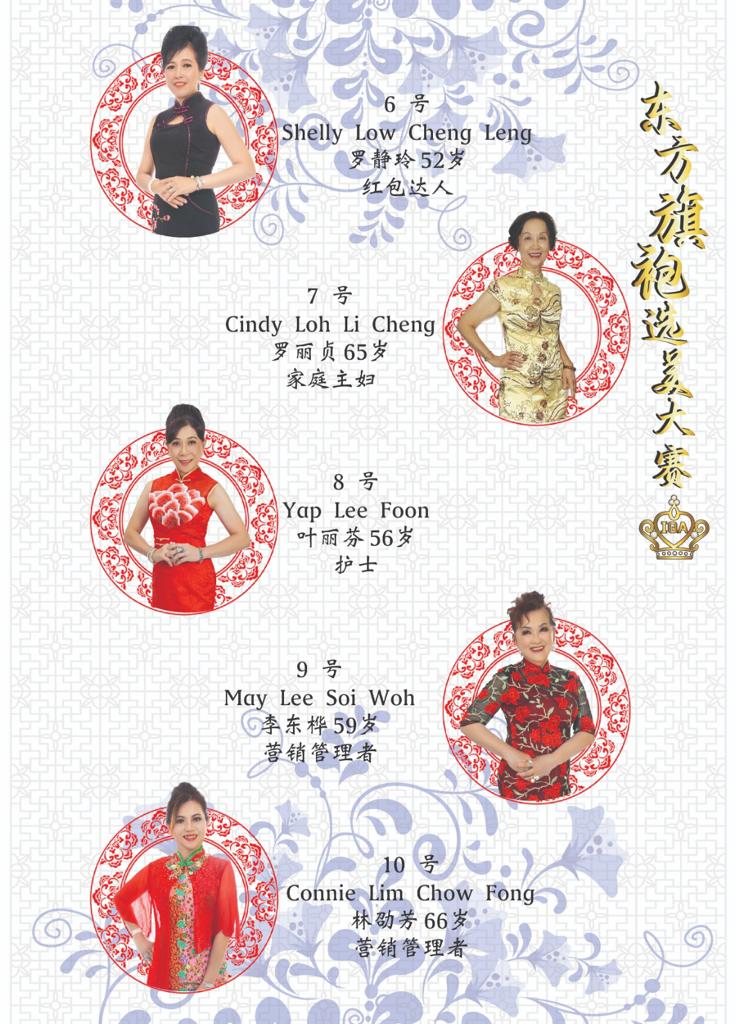 东方旗袍选美大赛
IBA
6 号
Shelly Low Cheng Leng
罗静玲 52岁
红包达人
7 号
Cindy Loh Li Cheng
罗丽贞 65岁
家庭主妇
8 号
Yap Lee Foon
叶丽芬 56岁
护士
9 号
May Lee Soi Woh
李东桦 59岁
营销管理者
10 号
Connie Lim Chow Fong
林劭芳 66岁
营销管理者